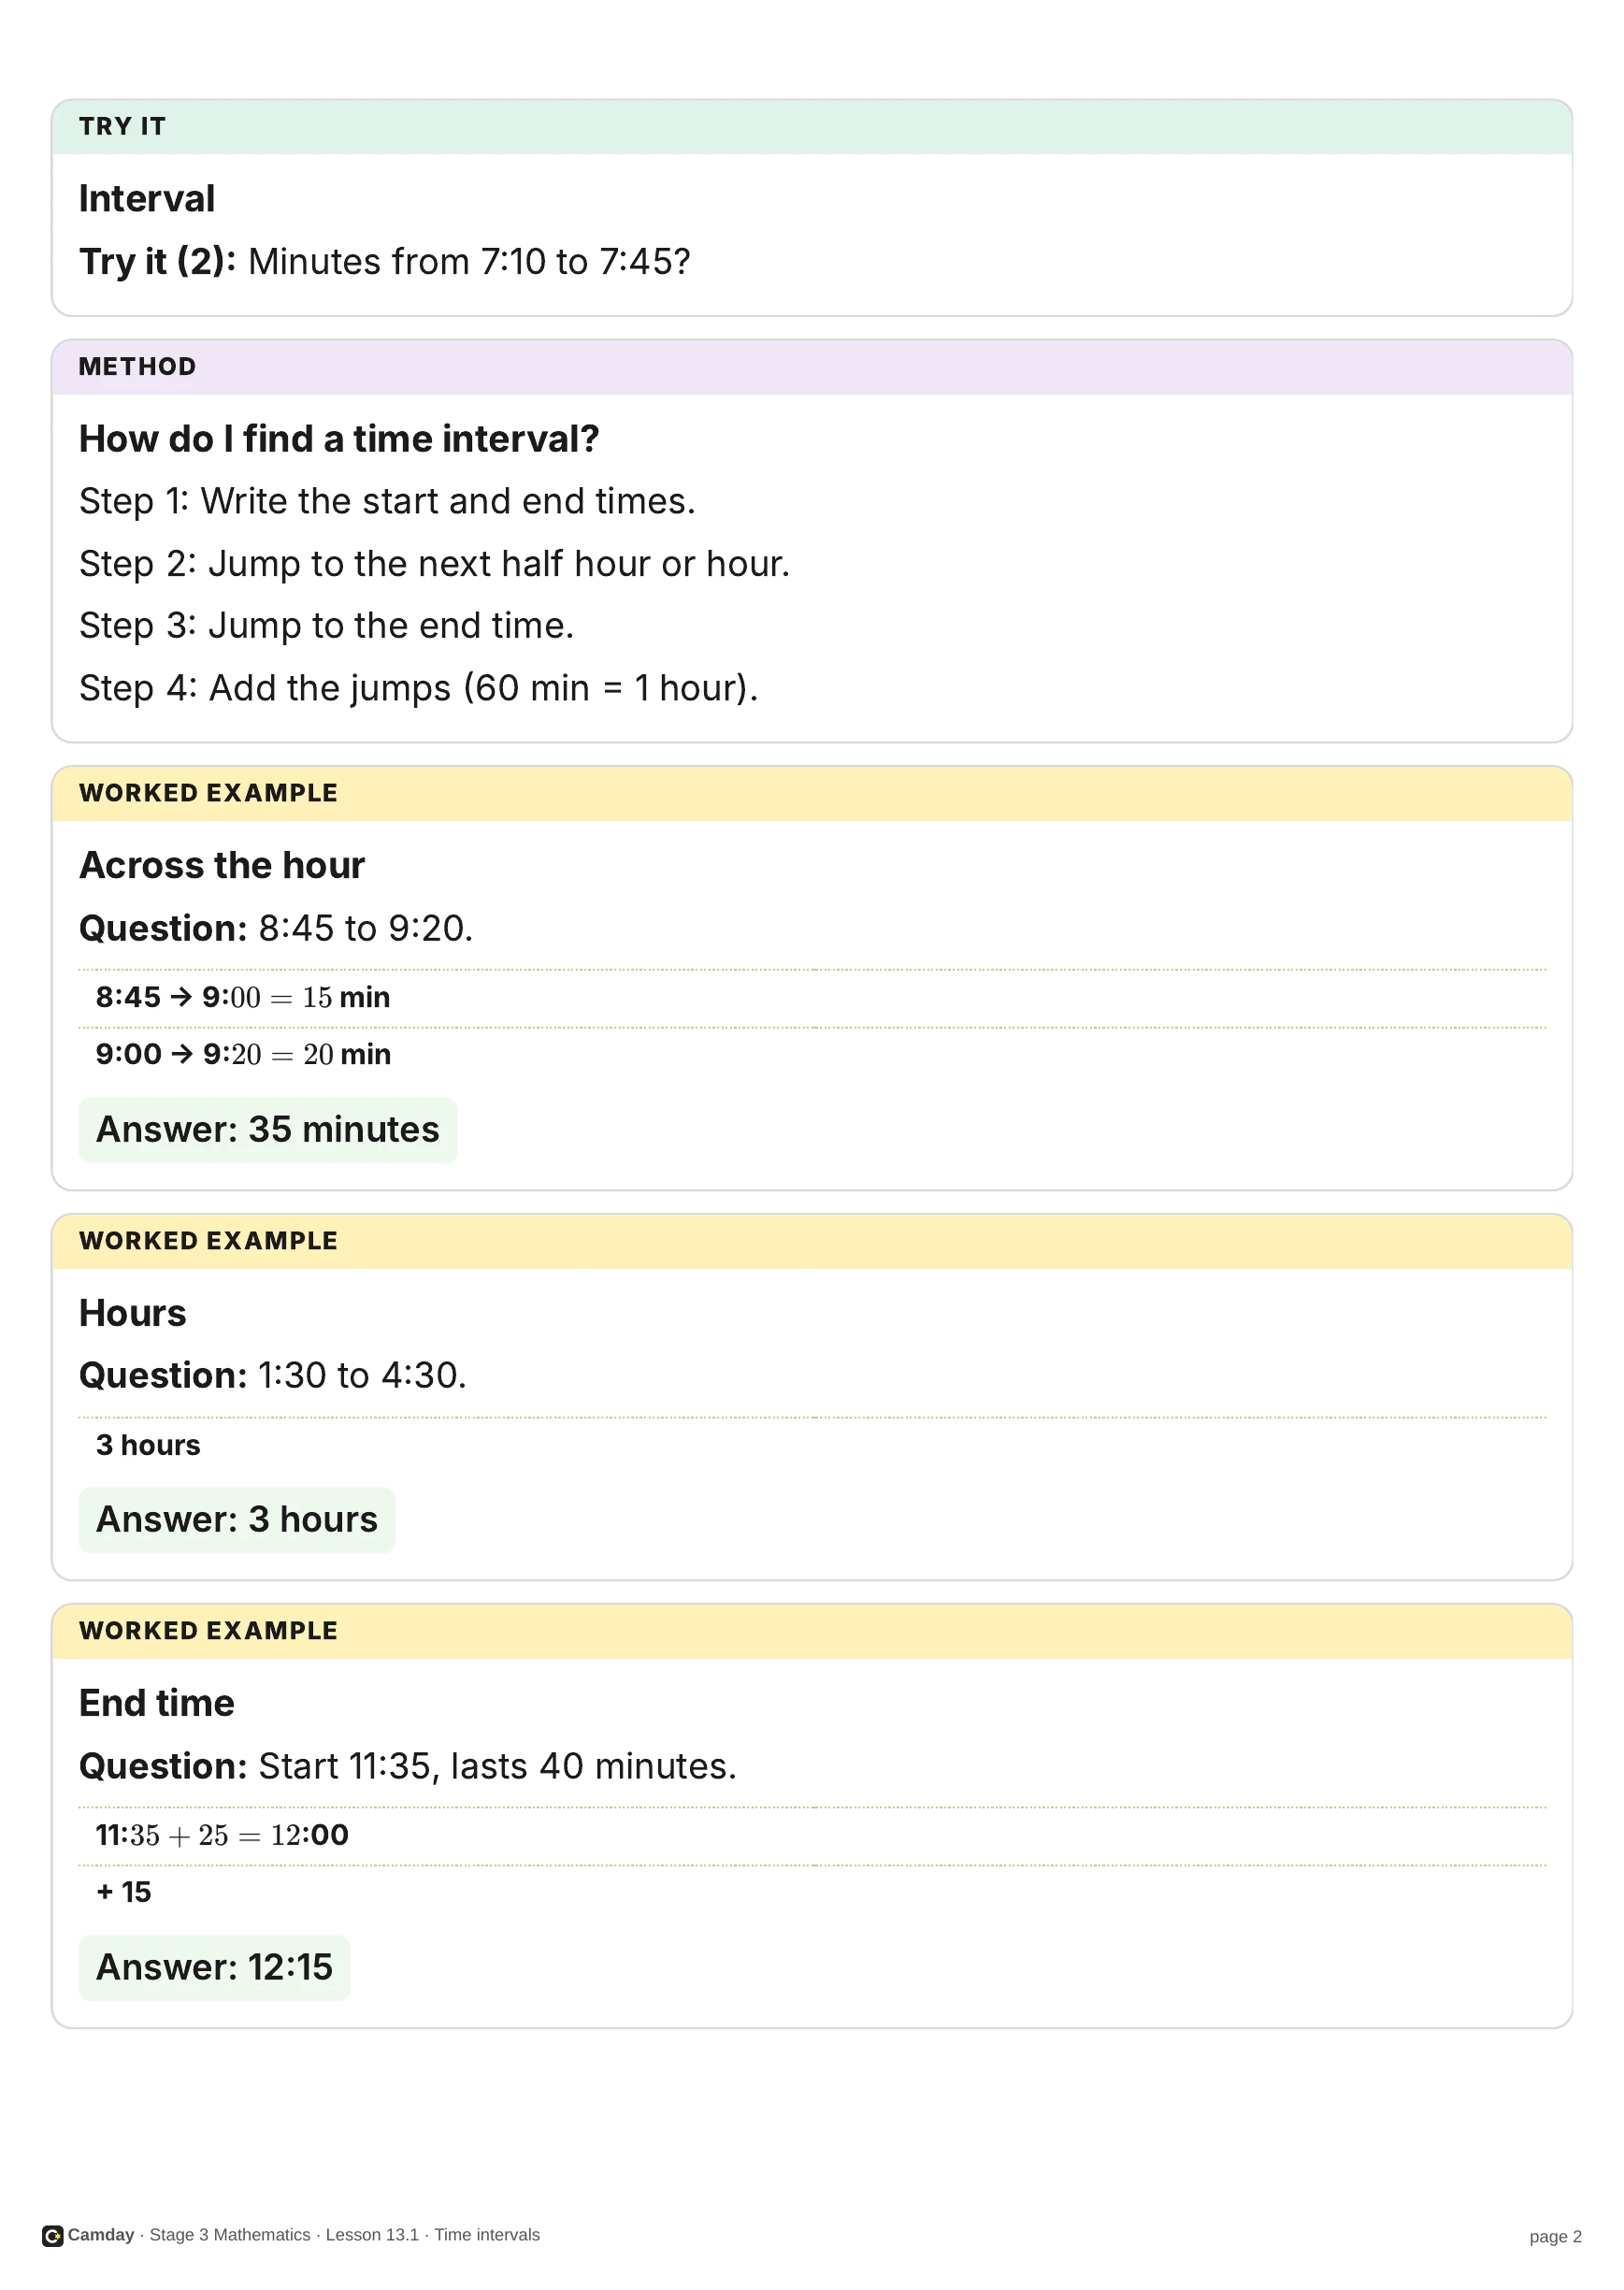 TRY IT
Interval
Try it (2): Minutes from 7:10 to 7:45?
METHOD
How do I find a time interval?
Step 1: Write the start and end times.
Step 2: Jump to the next half hour or hour.
Step 3: Jump to the end time.
Step 4: Add the jumps (60 min = 1 hour).
WORKED EXAMPLE
Across the hour
Question: 8:45 to 9:20.
8:45 → 9:00 = 15 min
9:00 → 9:20 = 20 min
Answer: 35 minutes
WORKED EXAMPLE
Hours
Question: 1:30 to 4:30.
3 hours
Answer: 3 hours
WORKED EXAMPLE
End time
Question: Start 11:35, lasts 40 minutes.
11:35 + 25 = 12:00
+ 15
Answer: 12:15
Camday · Stage 3 Mathematics · Lesson 13.1 · Time intervals
page 2